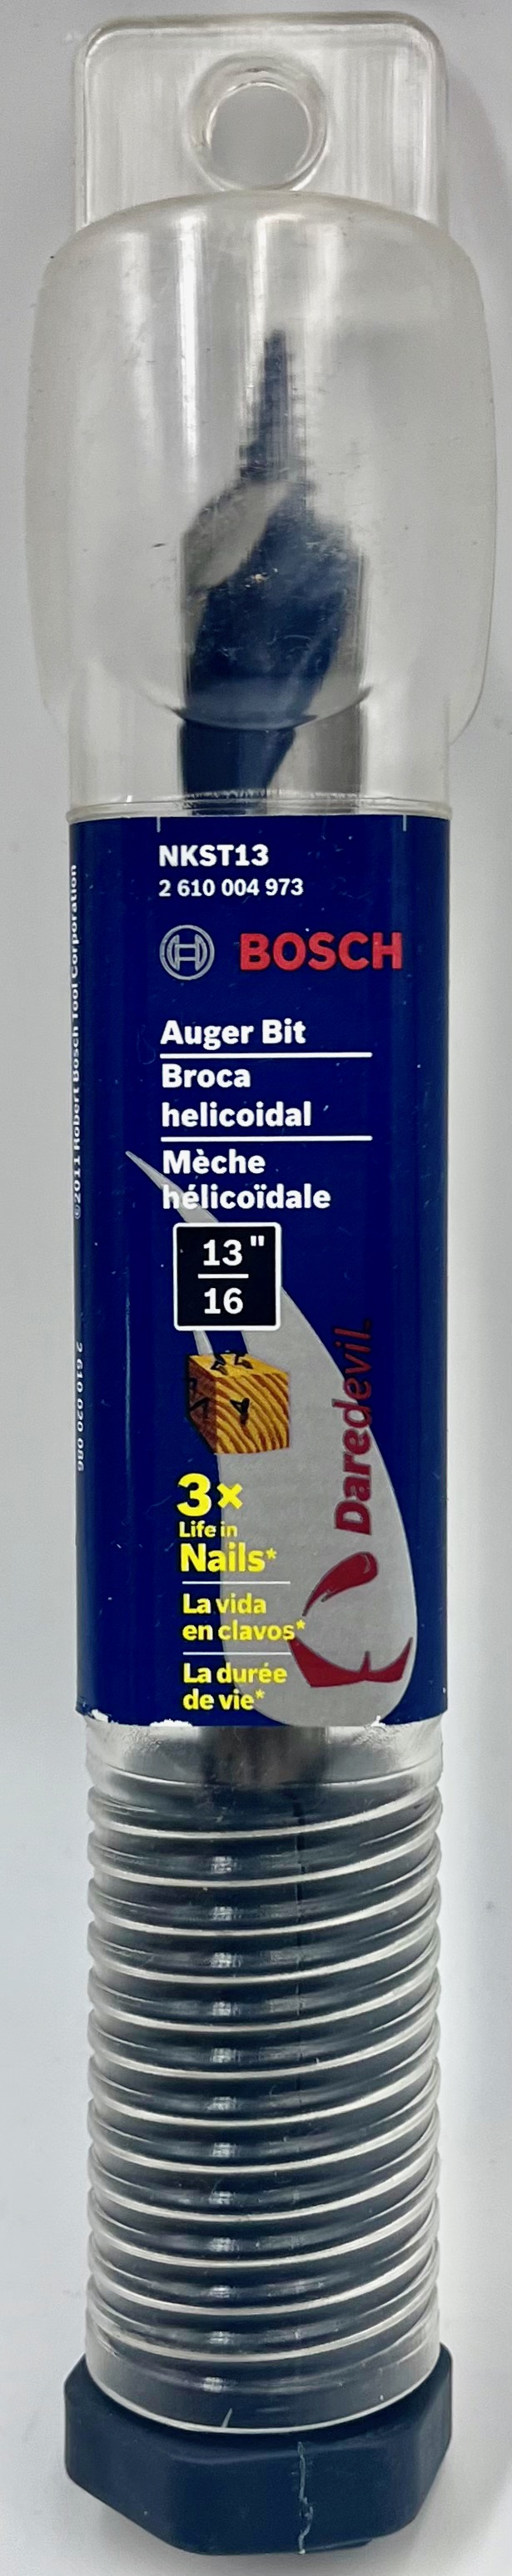 NKST13
2 610 004 973
BOSCH
Auger Bit
Broca
helicoidal
Mèche
hélicoïdale
13"
16
Daredevil
3x
Life in
Nails*
La vida
en clavos*
La durée
de vie*
©2011 Robert Bosch Tool Corporation
2 610 020 086